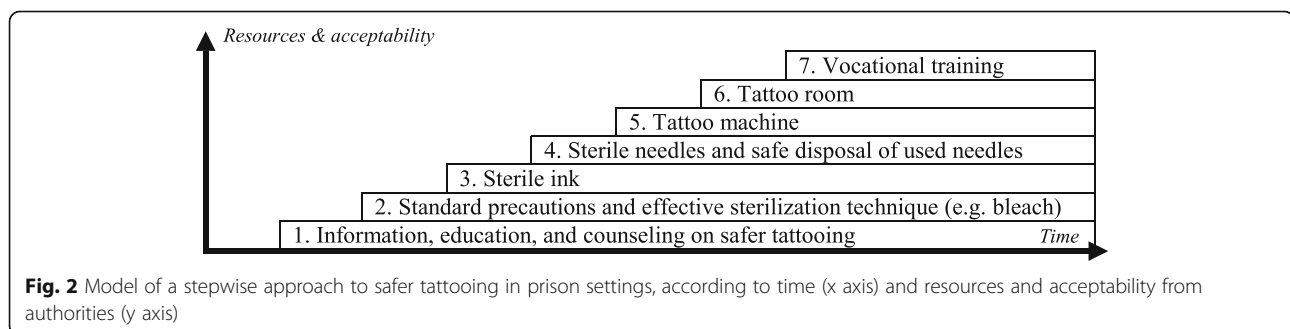 Resources & acceptability
7. Vocational training
6. Tattoo room
5. Tattoo machine
4. Sterile needles and safe disposal of used needles
3. Sterile ink
2. Standard precautions and effective sterilization technique (e.g. bleach)
1. Information, education, and counseling on safer tattooing
Time
Fig. 2 Model of a stepwise approach to safer tattooing in prison settings, according to time (x axis) and resources and acceptability from
authorities (y axis)